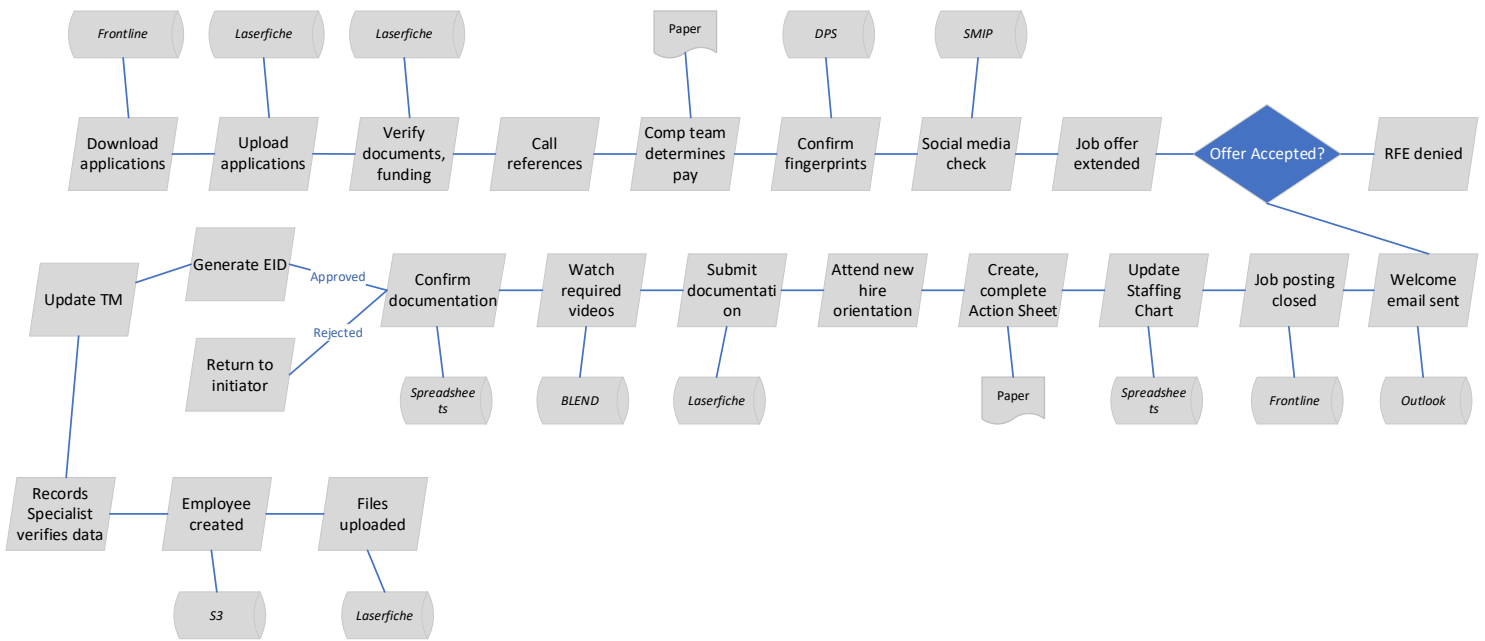 Frontline
Laserfiche
Laserfiche
Paper
DPS
SMIP
Download
applications
Upload
applications
Verify
documents,
funding
Call
references
Comp team
determines
pay
Confirm
fingerprints
Social media
check
Job offer
extended
Offer Accepted?
RFE denied
Update TM
Generate EID
Approved
Rejected
Return to
initiator
Confirm
documentation
Watch
required
videos
Submit
documentati
on
Attend new
hire
orientation
Create,
complete
Action Sheet
Update
Staffing
Chart
Job posting
closed
Welcome
email sent
Spreadshee
ts
BLEND
Laserfiche
Paper
Spreadshee
ts
Frontline
Outlook
Records
Specialist
verifies data
Employee
created
Files
uploaded
S3
Laserfiche